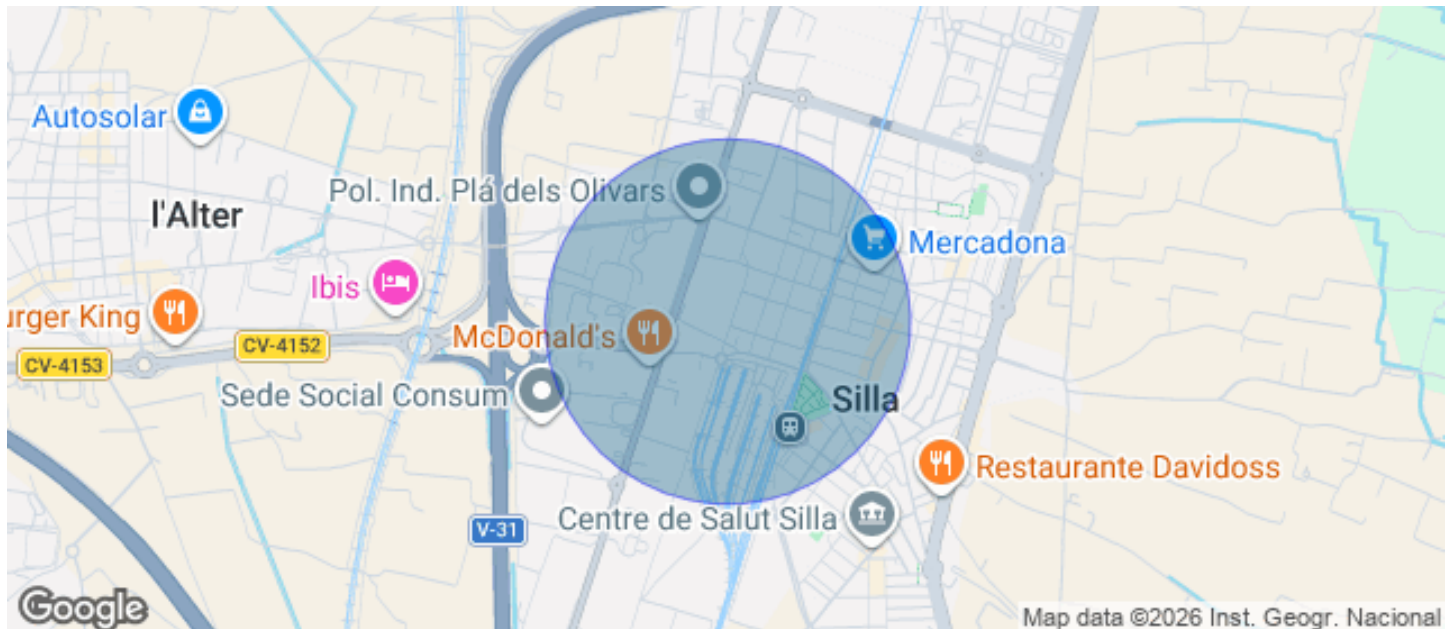 Autosolar
Pol. Ind. Plá dels Olivars
l'Alter
Mercadona
Ibis
urger King
McDonald's
CV-4152
CV-4153
Sede Social Consum
Silla
Restaurante Davidoss
Centre de Salut Silla
V-31
Google
Map data ©2026 Inst. Geogr. Nacional